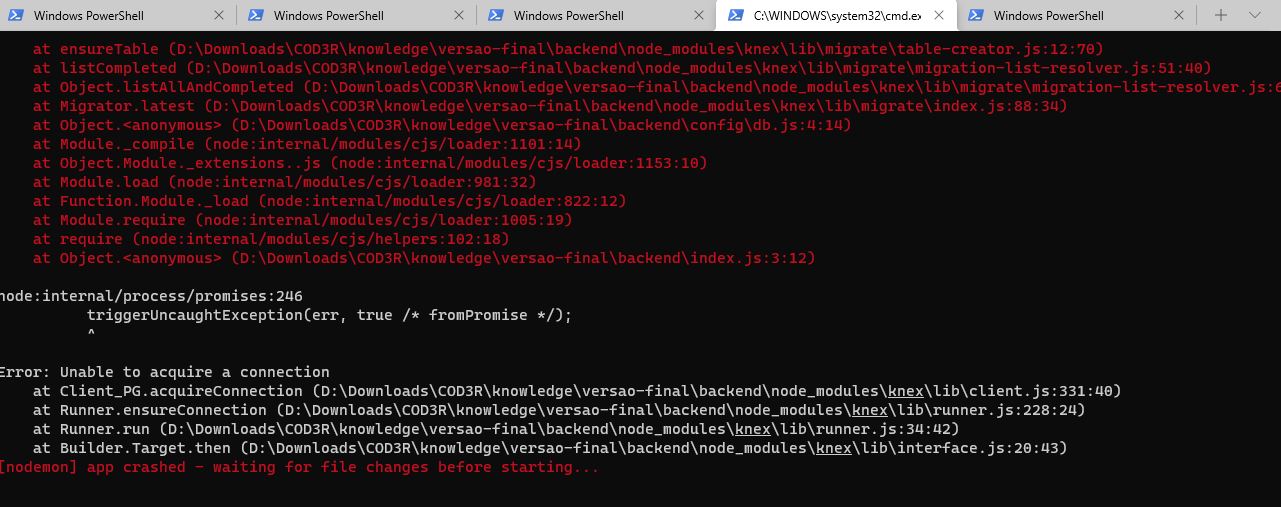 Windows PowerShell
Windows PowerShell
Windows PowerShell
C:\WINDOWS\system32\cmd.ex
Windows PowerShell
at ensureTable (D:\Downloads\COD3R\knowledge\versao-final\backend\node_modules\knex\lib\migrate\table-creator.js:12:70)
at listCompleted (D:\Downloads\COD3R\knowledge\versao-final\backend\node_modules\knex\lib\migrate\migration-list-resolver.js:51:40)
at Object.listAllAndCompleted (D:\Downloads\COD3R\knowledge\versao-final\backend\node_modules\knex\lib\migrate\migration-list-resolver.js:6
at Migrator.latest (D:\Downloads\COD3R\knowledge\versao-final\backend\node_modules\knex\lib\migrate\index.js:88:34)
at Object.<anonymous> (D:\Downloads\COD3R\knowledge\versao-final\backend\config\db.js:4:14)
at Module._compile (node:internal/modules/cjs/loader:1101:14)
at Object.Module._extensions..js (node:internal/modules/cjs/loader:1153:10)
at Module.load (node:internal/modules/cjs/loader:981:32)
at Function.Module._load (node:internal/modules/cjs/loader:822:12)
at Module.require (node:internal/modules/cjs/loader:1005:19)
at require (node:internal/modules/cjs/helpers:102:18)
at Object.<anonymous> (D:\Downloads\COD3R\knowledge\versao-final\backend\index.js:3:12)
node:internal/process/promises:246
triggerUncaughtException(err, true /* fromPromise */);
^
Error: Unable to acquire a connection
at Client_PG.acquireConnection (D:\Downloads\COD3R\knowledge\versao-final\backend\node_modules\knex\lib\client.js:331:40)
at Runner.ensureConnection (D:\Downloads\COD3R\knowledge\versao-final\backend\node_modules\knex\lib\runner.js:228:24)
at Runner.run (D:\Downloads\COD3R\knowledge\versao-final\backend\node_modules\knex\lib\runner.js:34:42)
at Builder.Target.then (D:\Downloads\COD3R\knowledge\versao-final\backend\node_modules\knex\lib\interface.js:20:43)
[nodemon] app crashed - waiting for file changes before starting...